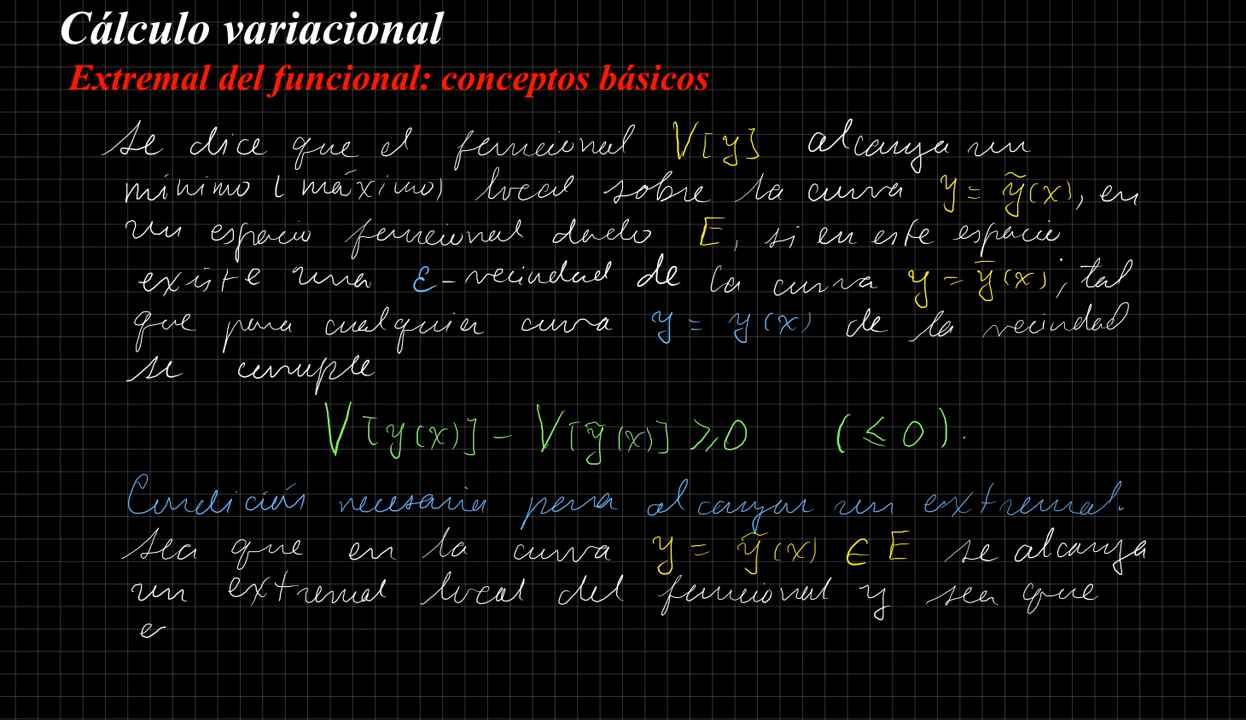 Cálculo variacional
Extremal del funcional: conceptos básicos
Se dice que el funcional V[y] alcanza un
mínimo (máximo) local sobre la curva y = ỹ(x), en
un espacio funcional dado E, si en este espacio
existe una ε-vecindad de la curva y = ỹ(x), tal
que para cualquier curva y = y(x) de la vecindad
se cumple
V[y(x)] - V[ỹ(x)] ≥ 0 (≤ 0).
Condición necesaria para alcanzar un extremal.
Sea que en la curva y = ỹ(x) ∈ E se alcanza
un extremal local del funcional y sea que
e